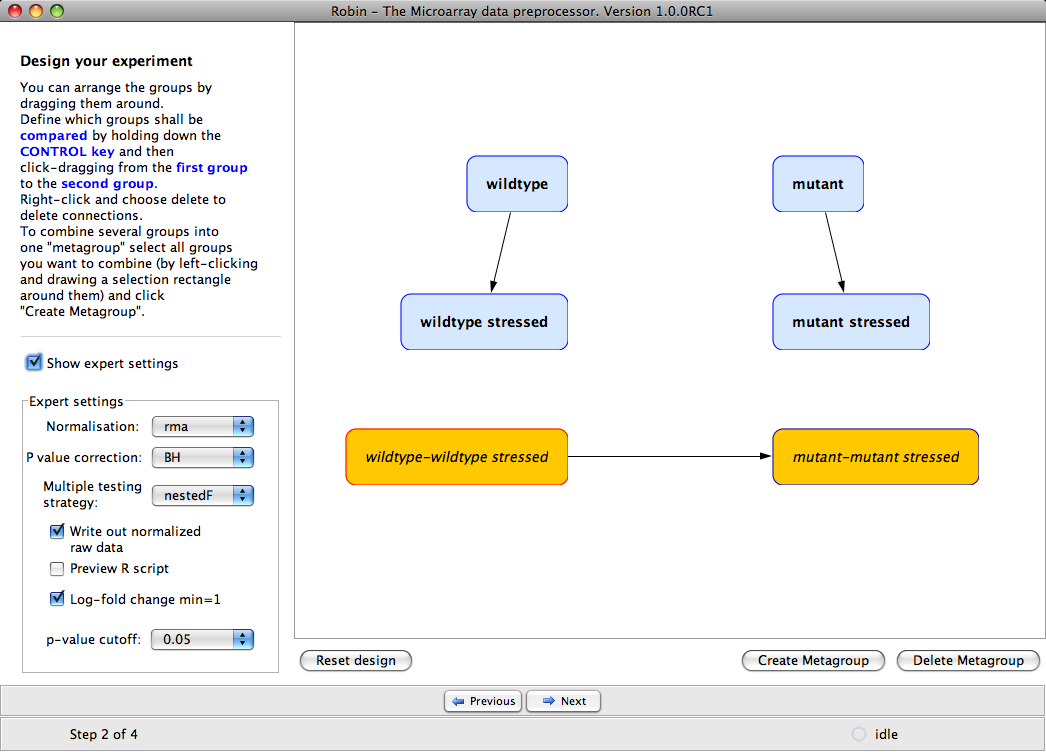 Robin – The Microarray data preprocessor. Version 1.0.0RC1
Design your experiment
You can arrange the groups by
dragging them around.
Define which groups shall be
compared by holding down the
CONTROL key and then
click-dragging from the first group
to the second group.
Right-click and choose delete to
delete connections.
To combine several groups into
one "metagroup" select all groups
you want to combine (by left-clicking
and drawing a selection rectangle
around them) and click
"Create Metagroup".
Show expert settings
Expert settings
Normalisation: rma
P value correction: BH
Multiple testing
strategy: nestedF
Write out normalized
raw data
Preview R script
Log-fold change min=1
p-value cutoff: 0.05
wildtype
mutant
wildtype stressed
mutant stressed
wildtype-wildtype stressed
mutant-mutant stressed
Reset design
Create Metagroup
Delete Metagroup
Previous
Next
Step 2 of 4
idle